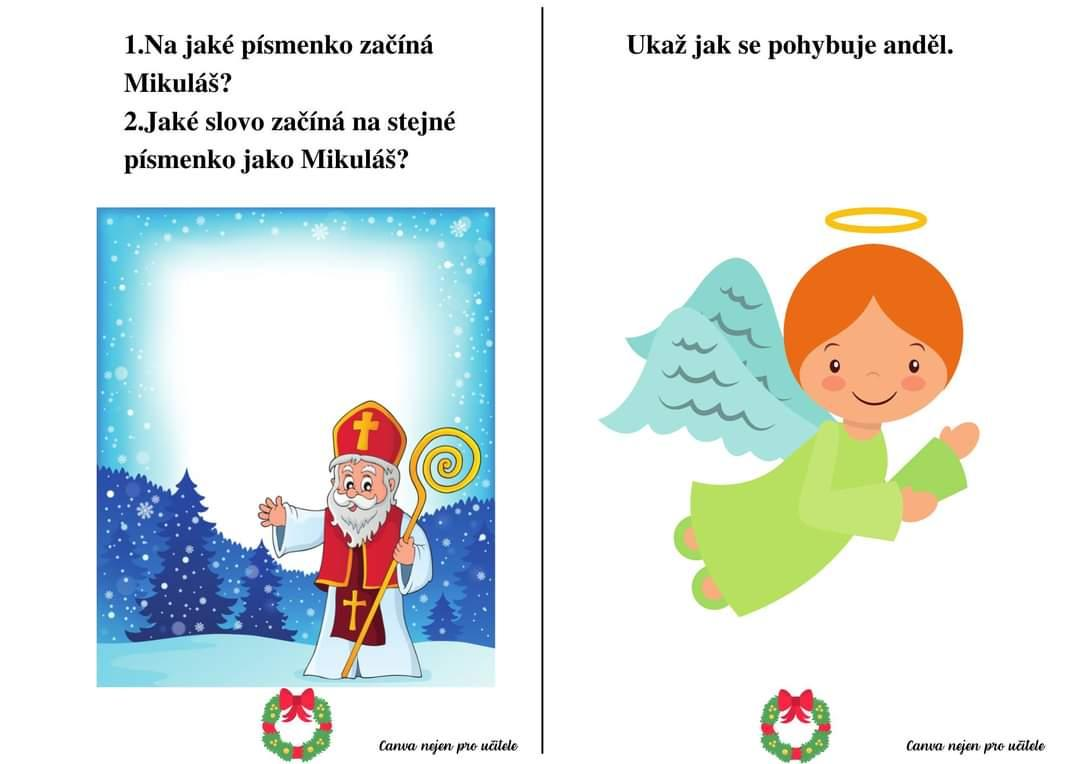 1.Na jaké písmenko začíná
Mikuláš?
2.Jaké slovo začíná na stejné
písmenko jako Mikuláš?
Canva nejen pro učitele
Ukaž jak se pohybuje anděl.
Canva nejen pro učitele